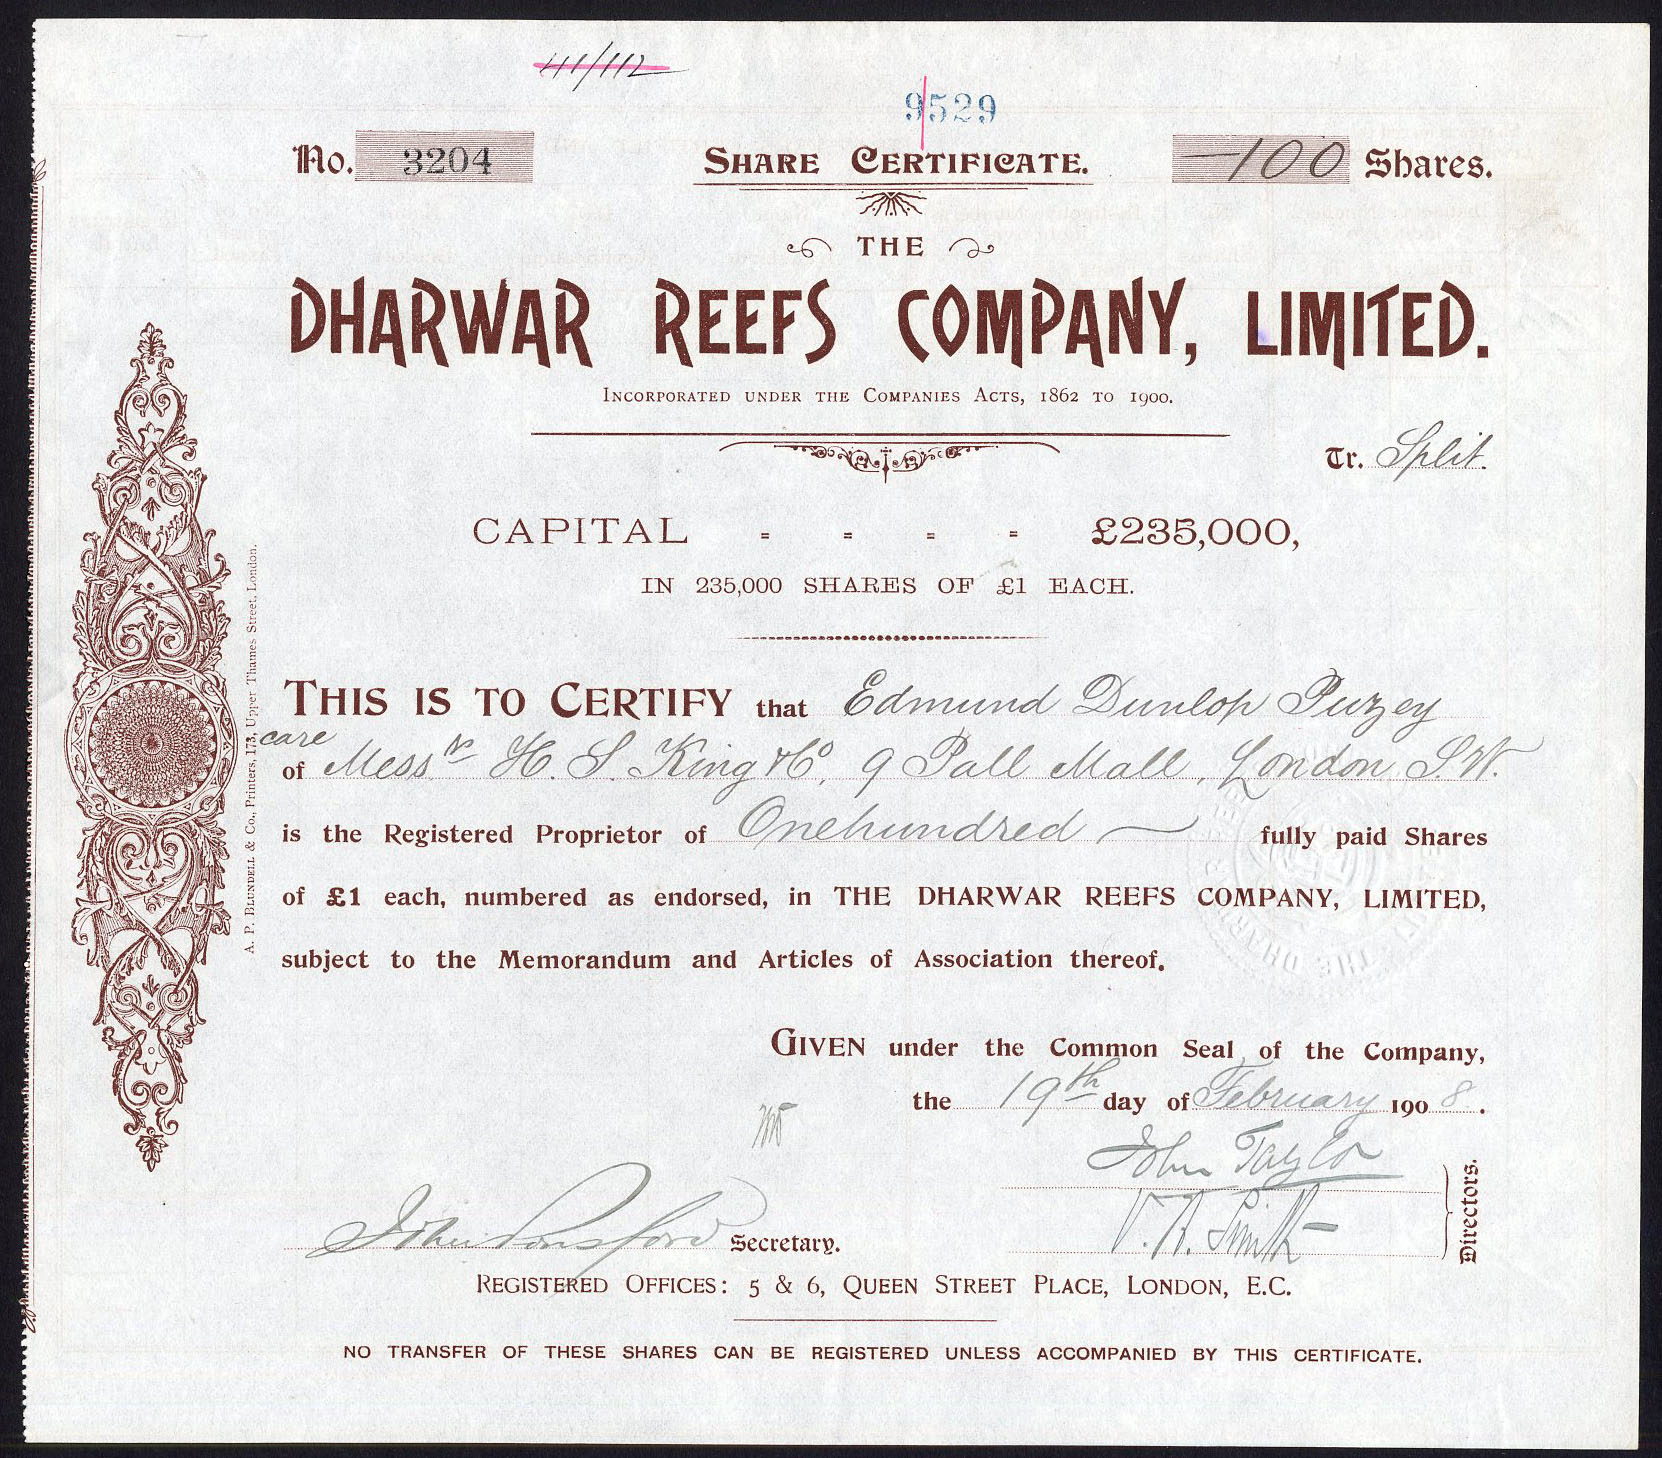 411/112
9529
No. 3204 SHARE CERTIFICATE. 100 Shares.
THE
DHARWAR REEFS COMPANY, LIMITED.
INCORPORATED UNDER THE COMPANIES ACTS, 1862 TO 1900.
Tr. Split.
CAPITAL - - - - £235,000,
IN 235,000 SHARES OF £1 EACH.
THIS IS TO CERTIFY that Edmund Dunlop Puzey
care
of Messrs H. S. King & Co, 9 Pall Mall, London, S.W.
is the Registered Proprietor of Onehundred fully paid Shares
of £1 each, numbered as endorsed, in THE DHARWAR REEFS COMPANY, LIMITED,
subject to the Memorandum and Articles of Association thereof.
GIVEN under the Common Seal of the Company,
the 19th day of February 1908.
John Taylor
V. N. Smith
Directors.
John Ponsford Secretary.
REGISTERED OFFICES: 5 & 6, QUEEN STREET PLACE, LONDON, E.C.
NO TRANSFER OF THESE SHARES CAN BE REGISTERED UNLESS ACCOMPANIED BY THIS CERTIFICATE.
A. P. BLUNDELL & Co., Printers, 173, Upper Thames Street, London.